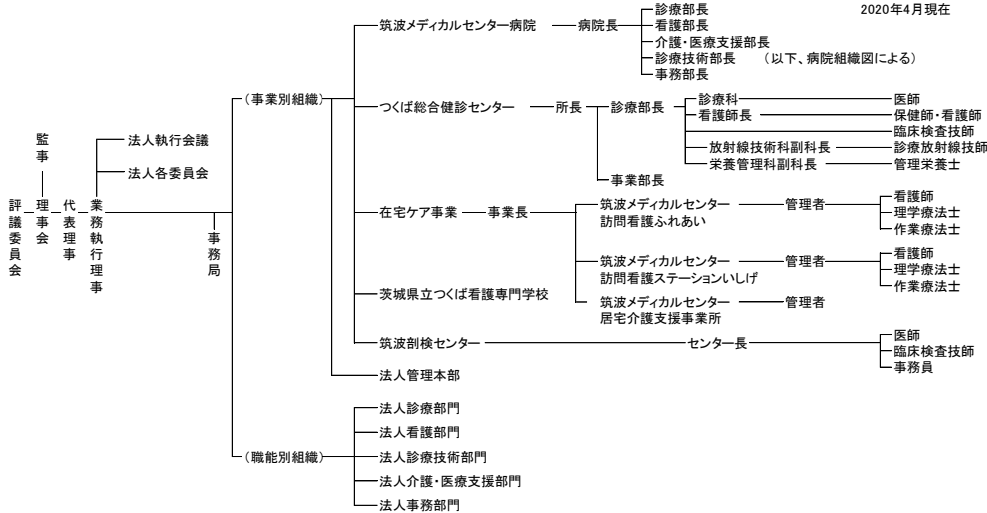 2020年4月現在
評議委員会
監事
理事会
代表理事
業務執行理事
法人執行会議
法人各委員会
事務局
（事業別組織）
筑波メディカルセンター病院
病院長
診療部長
看護部長
介護・医療支援部長
診療技術部長　（以下、病院組織図による）
事務部長
つくば総合健診センター
所長
診療部長
診療科
医師
看護師長
保健師・看護師
臨床検査技師
放射線技術科副科長
診療放射線技師
栄養管理科副科長
管理栄養士
事業部長
在宅ケア事業
事業長
筑波メディカルセンター
訪問看護ふれあい
管理者
看護師
理学療法士
作業療法士
筑波メディカルセンター
訪問看護ステーションいしげ
管理者
看護師
理学療法士
作業療法士
筑波メディカルセンター
居宅介護支援事業所
管理者
茨城県立つくば看護専門学校
筑波剖検センター
センター長
医師
臨床検査技師
事務員
法人管理本部
（職能別組織）
法人診療部門
法人看護部門
法人診療技術部門
法人介護・医療支援部門
法人事務部門